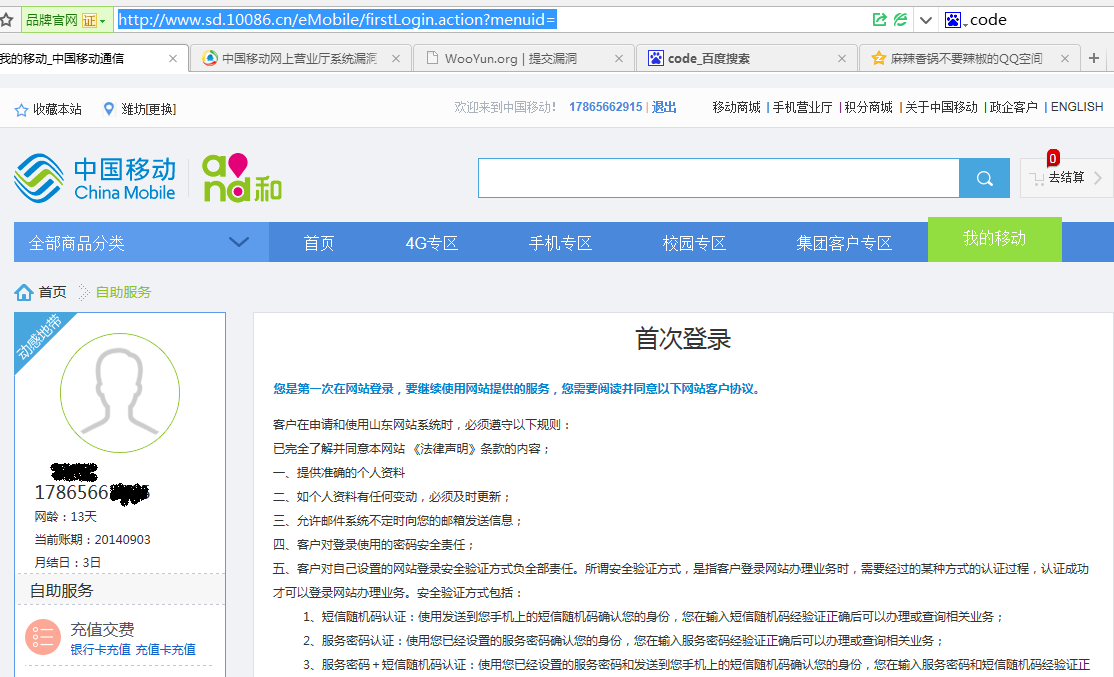 品牌官网 证 http://www.sd.10086.cn/eMobile/firstLogin.action?menuid= code
我的移动_中国移动通信 中国移动网上营业厅系统漏洞 WooYun.org | 提交漏洞 code_百度搜索 麻辣香锅不要辣椒的QQ空间
收藏本站 潍坊[更换] 欢迎来到中国移动! 17865662915 | 退出 移动商城 | 手机营业厅 | 积分商城 | 关于中国移动 | 政企客户 | ENGLISH
中国移动 and和 0
China Mobile 去结算
全部商品分类 首页 4G专区 手机专区 校园专区 集团客户专区 我的移动
首页 自助服务
动感地带
首次登录
您是第一次在网站登录，要继续使用网站提供的服务，您需要阅读并同意以下网站客户协议。
客户在申请和使用山东网站系统时，必须遵守以下规则：
已完全了解并同意本网站 《法律声明》条款的内容；
一、提供准确的个人资料
二、如个人资料有任何变动，必须及时更新；
三、允许邮件系统不定时向您的邮箱发送信息；
四、客户对登录使用的密码安全责任；
五、客户对自己设置的网站登录安全验证方式负全部责任。所谓安全验证方式，是指客户登录网站办理业务时，需要经过的某种方式的认证过程，认证成功
才可以登录网站办理业务。安全验证方式包括：
1、短信随机码认证：使用发送到您手机上的短信随机码确认您的身份，您在输入短信随机码经验证正确后可以办理或查询相关业务；
2、服务密码认证：使用您已经设置的服务密码确认您的身份，您在输入服务密码经验证正确后可以办理或查询相关业务；
3、服务密码＋短信随机码认证：使用您已经设置的服务密码和发送到您手机上的短信随机码确认您的身份，您在输入服务密码和短信随机码经验证正
1786566
网龄：13天
当前账期：20140903
月结日：3日
自助服务
充值交费
银行卡充值 充值卡充值